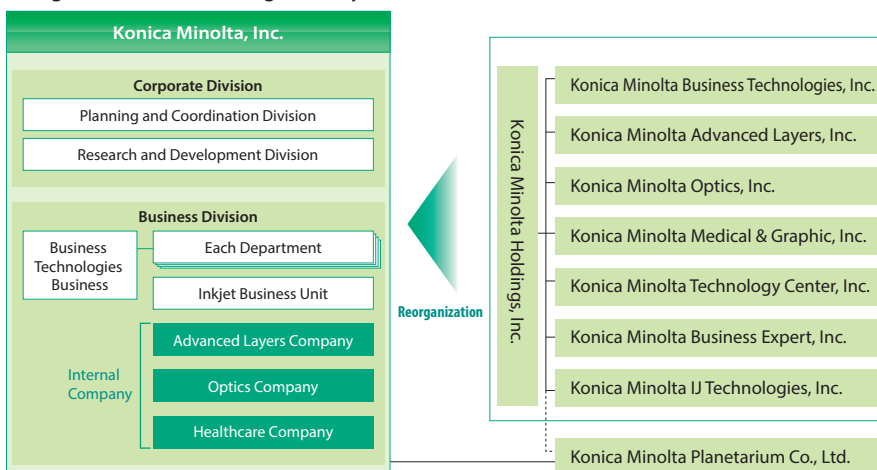 Konica Minolta, Inc.
Corporate Division
Planning and Coordination Division
Research and Development Division
Business Division
Business
Technologies
Business
Each Department
Inkjet Business Unit
Internal
Company
Advanced Layers Company
Optics Company
Healthcare Company
Reorganization
Konica Minolta Holdings, Inc.
Konica Minolta Business Technologies, Inc.
Konica Minolta Advanced Layers, Inc.
Konica Minolta Optics, Inc.
Konica Minolta Medical & Graphic, Inc.
Konica Minolta Technology Center, Inc.
Konica Minolta Business Expert, Inc.
Konica Minolta IJ Technologies, Inc.
Konica Minolta Planetarium Co., Ltd.